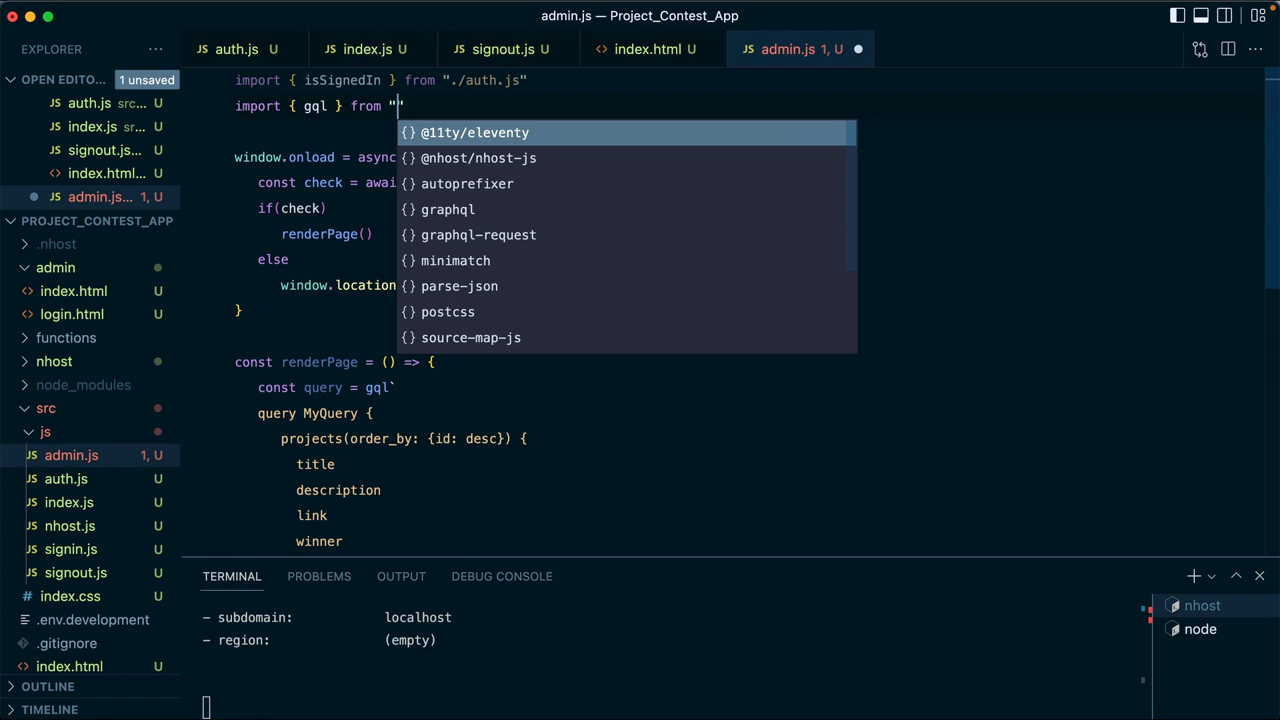 admin.js — Project_Contest_App
EXPLORER ...
auth.js U
index.js U
signout.js U
<> index.html U
JS admin.js 1, U
OPEN EDITO... 1 unsaved
JS auth.js src... U
JS index.js sr... U
JS signout.js... U
<> index.html... U
JS admin.js... 1, U
PROJECT_CONTEST_APP
.nhost
admin
<> index.html U
<> login.html U
functions
nhost
node_modules
src
js
JS admin.js 1, U
JS auth.js U
JS index.js U
JS nhost.js U
JS signin.js U
JS signout.js U
# index.css U
.env.development
.gitignore
<> index.html U
OUTLINE
TIMELINE
import { isSignedIn } from "./auth.js"
import { gql } from ""
{} @11ty/eleventy
{} @nhost/nhost-js
{} autoprefixer
{} graphql
{} graphql-request
{} minimatch
{} parse-json
{} postcss
{} source-map-js
window.onload = async
const check = awai
if(check)
renderPage()
else
window.location
}
const renderPage = () => {
const query = gql`
query MyQuery {
projects(order_by: {id: desc}) {
title
description
link
winner
TERMINAL PROBLEMS OUTPUT DEBUG CONSOLE
– subdomain: localhost
– region: (empty)
nhost
node